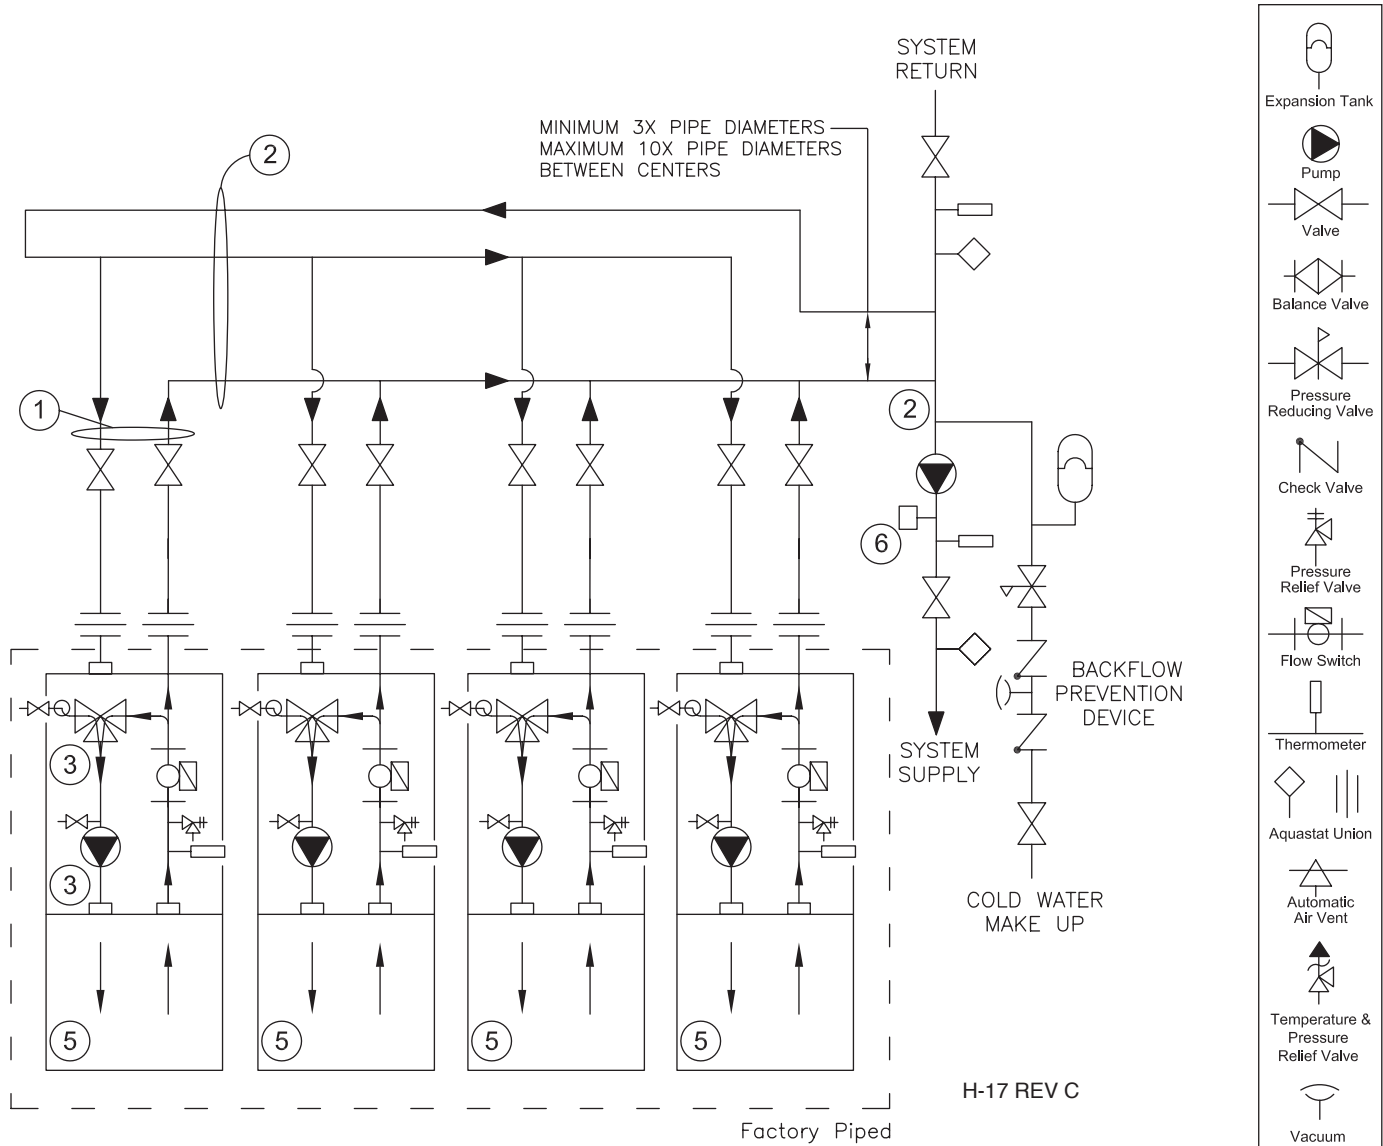 SYSTEM
RETURN
MINIMUM 3X PIPE DIAMETERS
MAXIMUM 10X PIPE DIAMETERS
BETWEEN CENTERS
2
1
2
6
BACKFLOW
PREVENTION
DEVICE
SYSTEM
SUPPLY
3
3
COLD WATER
MAKE UP
5
5
5
5
H-17 REV C
Factory Piped
Expansion Tank
Pump
Valve
Balance Valve
Pressure
Reducing Valve
Check Valve
Pressure
Relief Valve
Flow Switch
Thermometer
Aquastat Union
Automatic
Air Vent
Temperature &
Pressure
Relief Valve
Vacuum